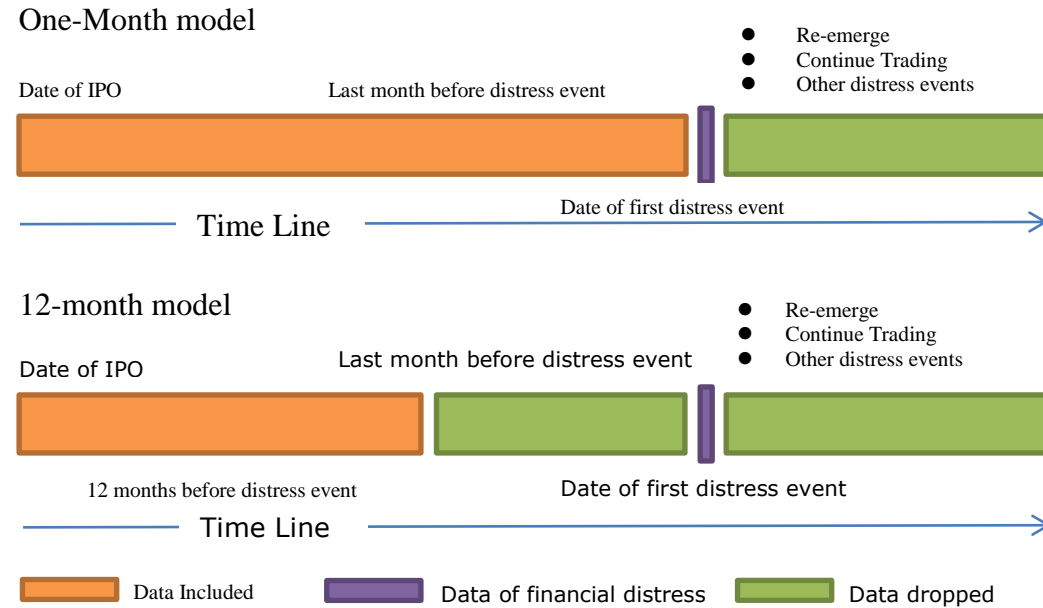 One-Month model
● Re-emerge
● Continue Trading
● Other distress events
Date of IPO
Last month before distress event
Date of first distress event
Time Line
12-month model
● Re-emerge
● Continue Trading
● Other distress events
Date of IPO
Last month before distress event
12 months before distress event
Date of first distress event
Time Line
Data Included
Data of financial distress
Data dropped